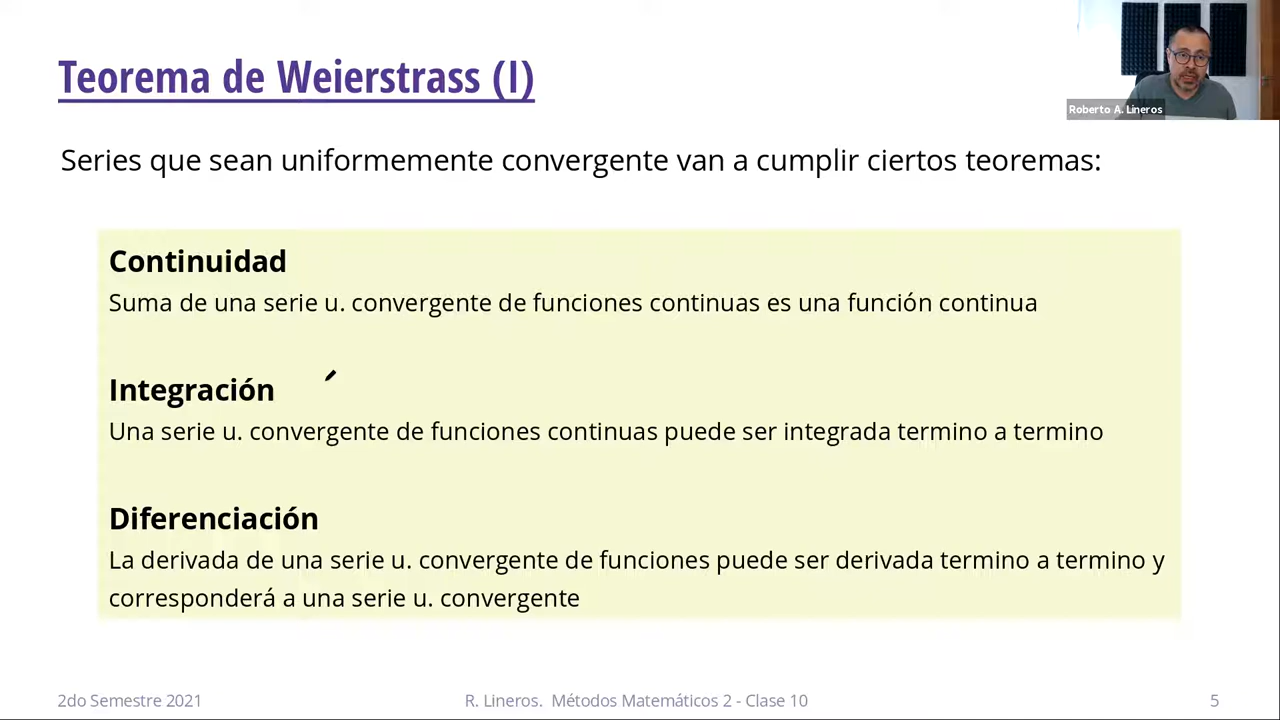 Teorema de Weierstrass (I)
Roberto A. Lineros
Series que sean uniformemente convergente van a cumplir ciertos teoremas:
Continuidad
Suma de una serie u. convergente de funciones continuas es una función continua
Integración
Una serie u. convergente de funciones continuas puede ser integrada termino a termino
Diferenciación
La derivada de una serie u. convergente de funciones puede ser derivada termino a termino y
corresponderá a una serie u. convergente
2do Semestre 2021
R. Lineros. Métodos Matemáticos 2 - Clase 10
5